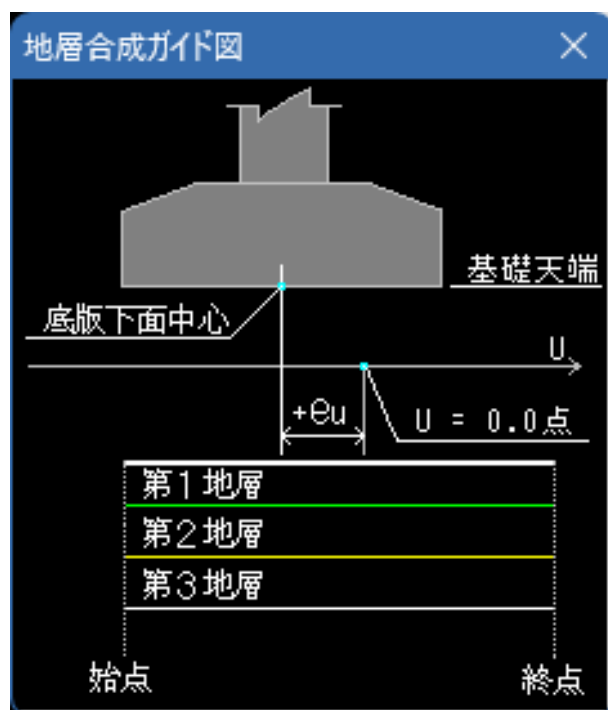 地層合成ガイド図
基礎天端
底版下面中心
U
+eu
U = 0.0点
第1地層
第2地層
第3地層
始点
終点